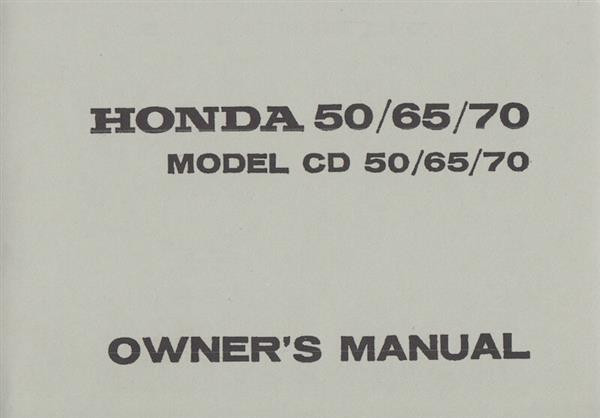 HONDA 50/65/70
MODEL CD 50/65/70
OWNER'S MANUAL